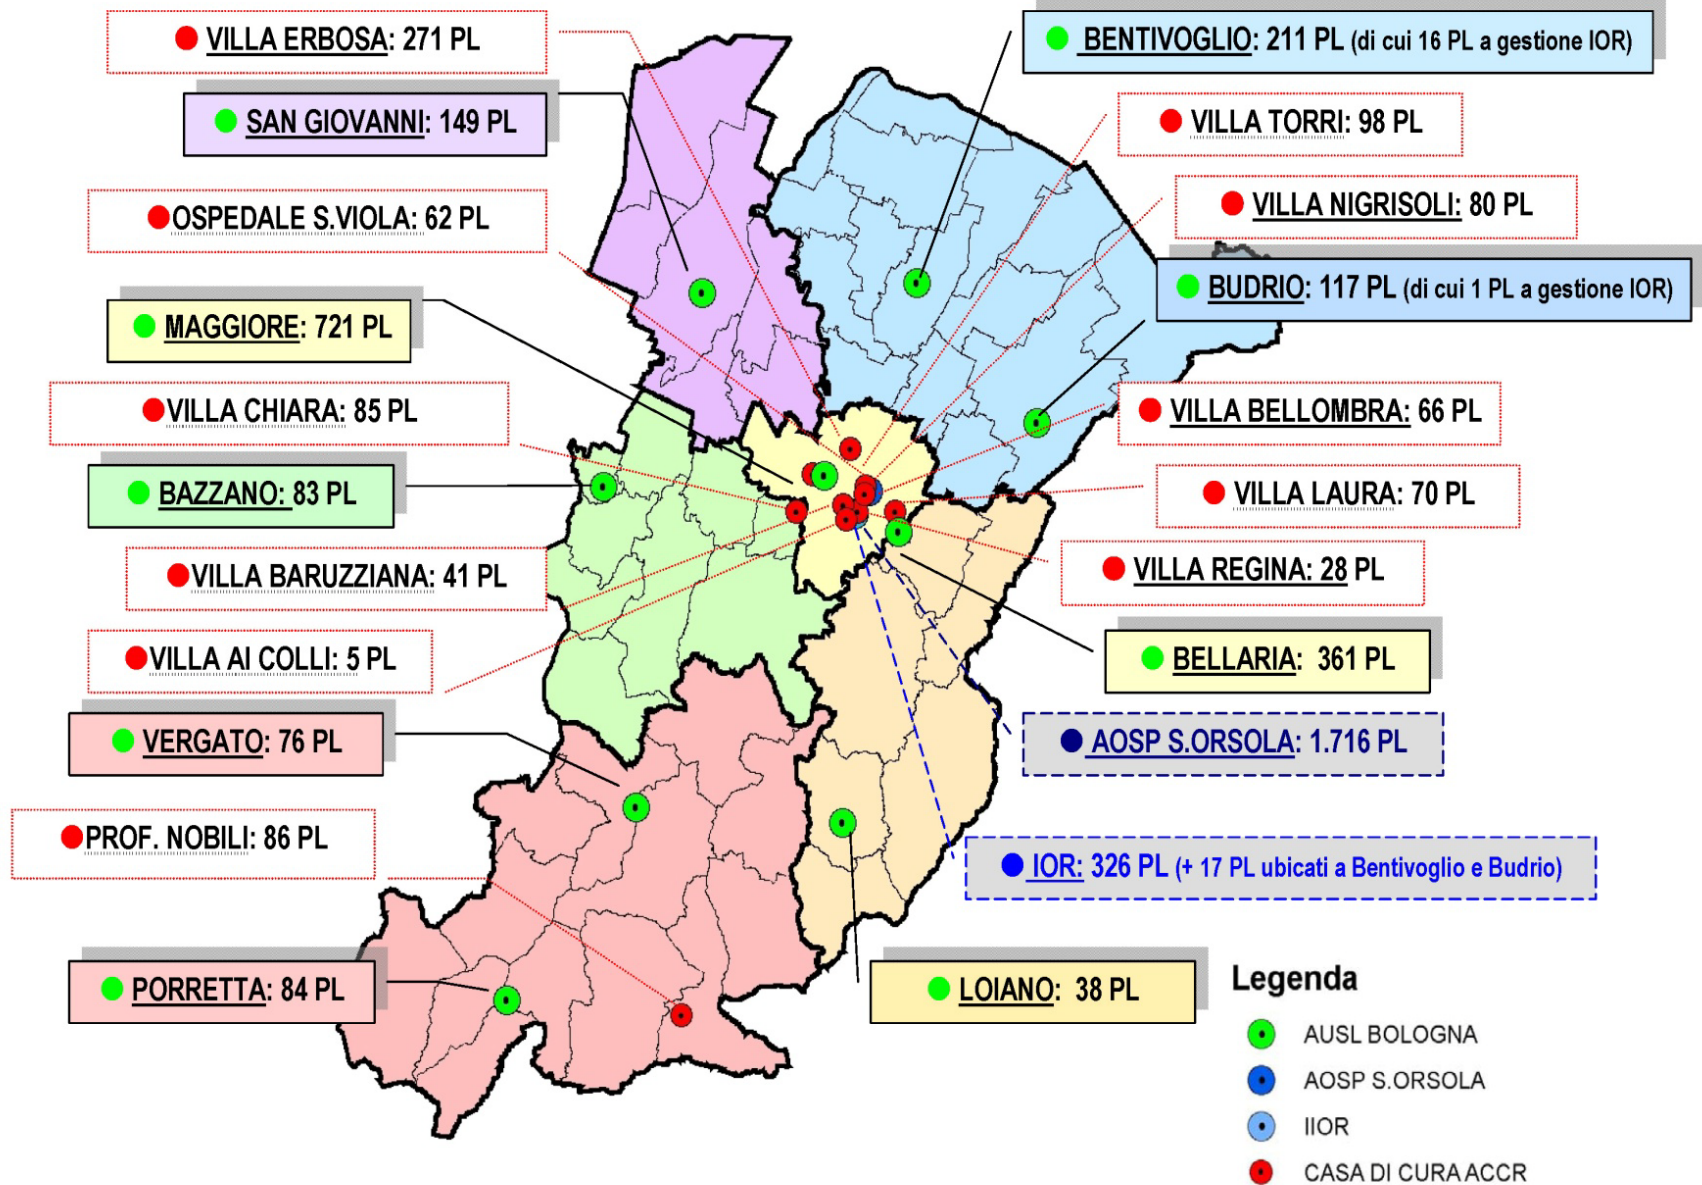 VILLA ERBOSA: 271 PL
BENTIVOGLIO: 211 PL (di cui 16 PL a gestione IOR)
SAN GIOVANNI: 149 PL
VILLA TORRI: 98 PL
OSPEDALE S.VIOLA: 62 PL
VILLA NIGRISOLI: 80 PL
BUDRIO: 117 PL (di cui 1 PL a gestione IOR)
MAGGIORE: 721 PL
VILLA CHIARA: 85 PL
VILLA BELLOMBRA: 66 PL
BAZZANO: 83 PL
VILLA LAURA: 70 PL
VILLA BARUZZIANA: 41 PL
VILLA REGINA: 28 PL
VILLA AI COLLI: 5 PL
BELLARIA: 361 PL
VERGATO: 76 PL
AOSP S.ORSOLA: 1.716 PL
PROF. NOBILI: 86 PL
IOR: 326 PL (+ 17 PL ubicati a Bentivoglio e Budrio)
PORRETTA: 84 PL
LOIANO: 38 PL
Legenda
AUSL BOLOGNA
AOSP S.ORSOLA
IIOR
CASA DI CURA ACCR